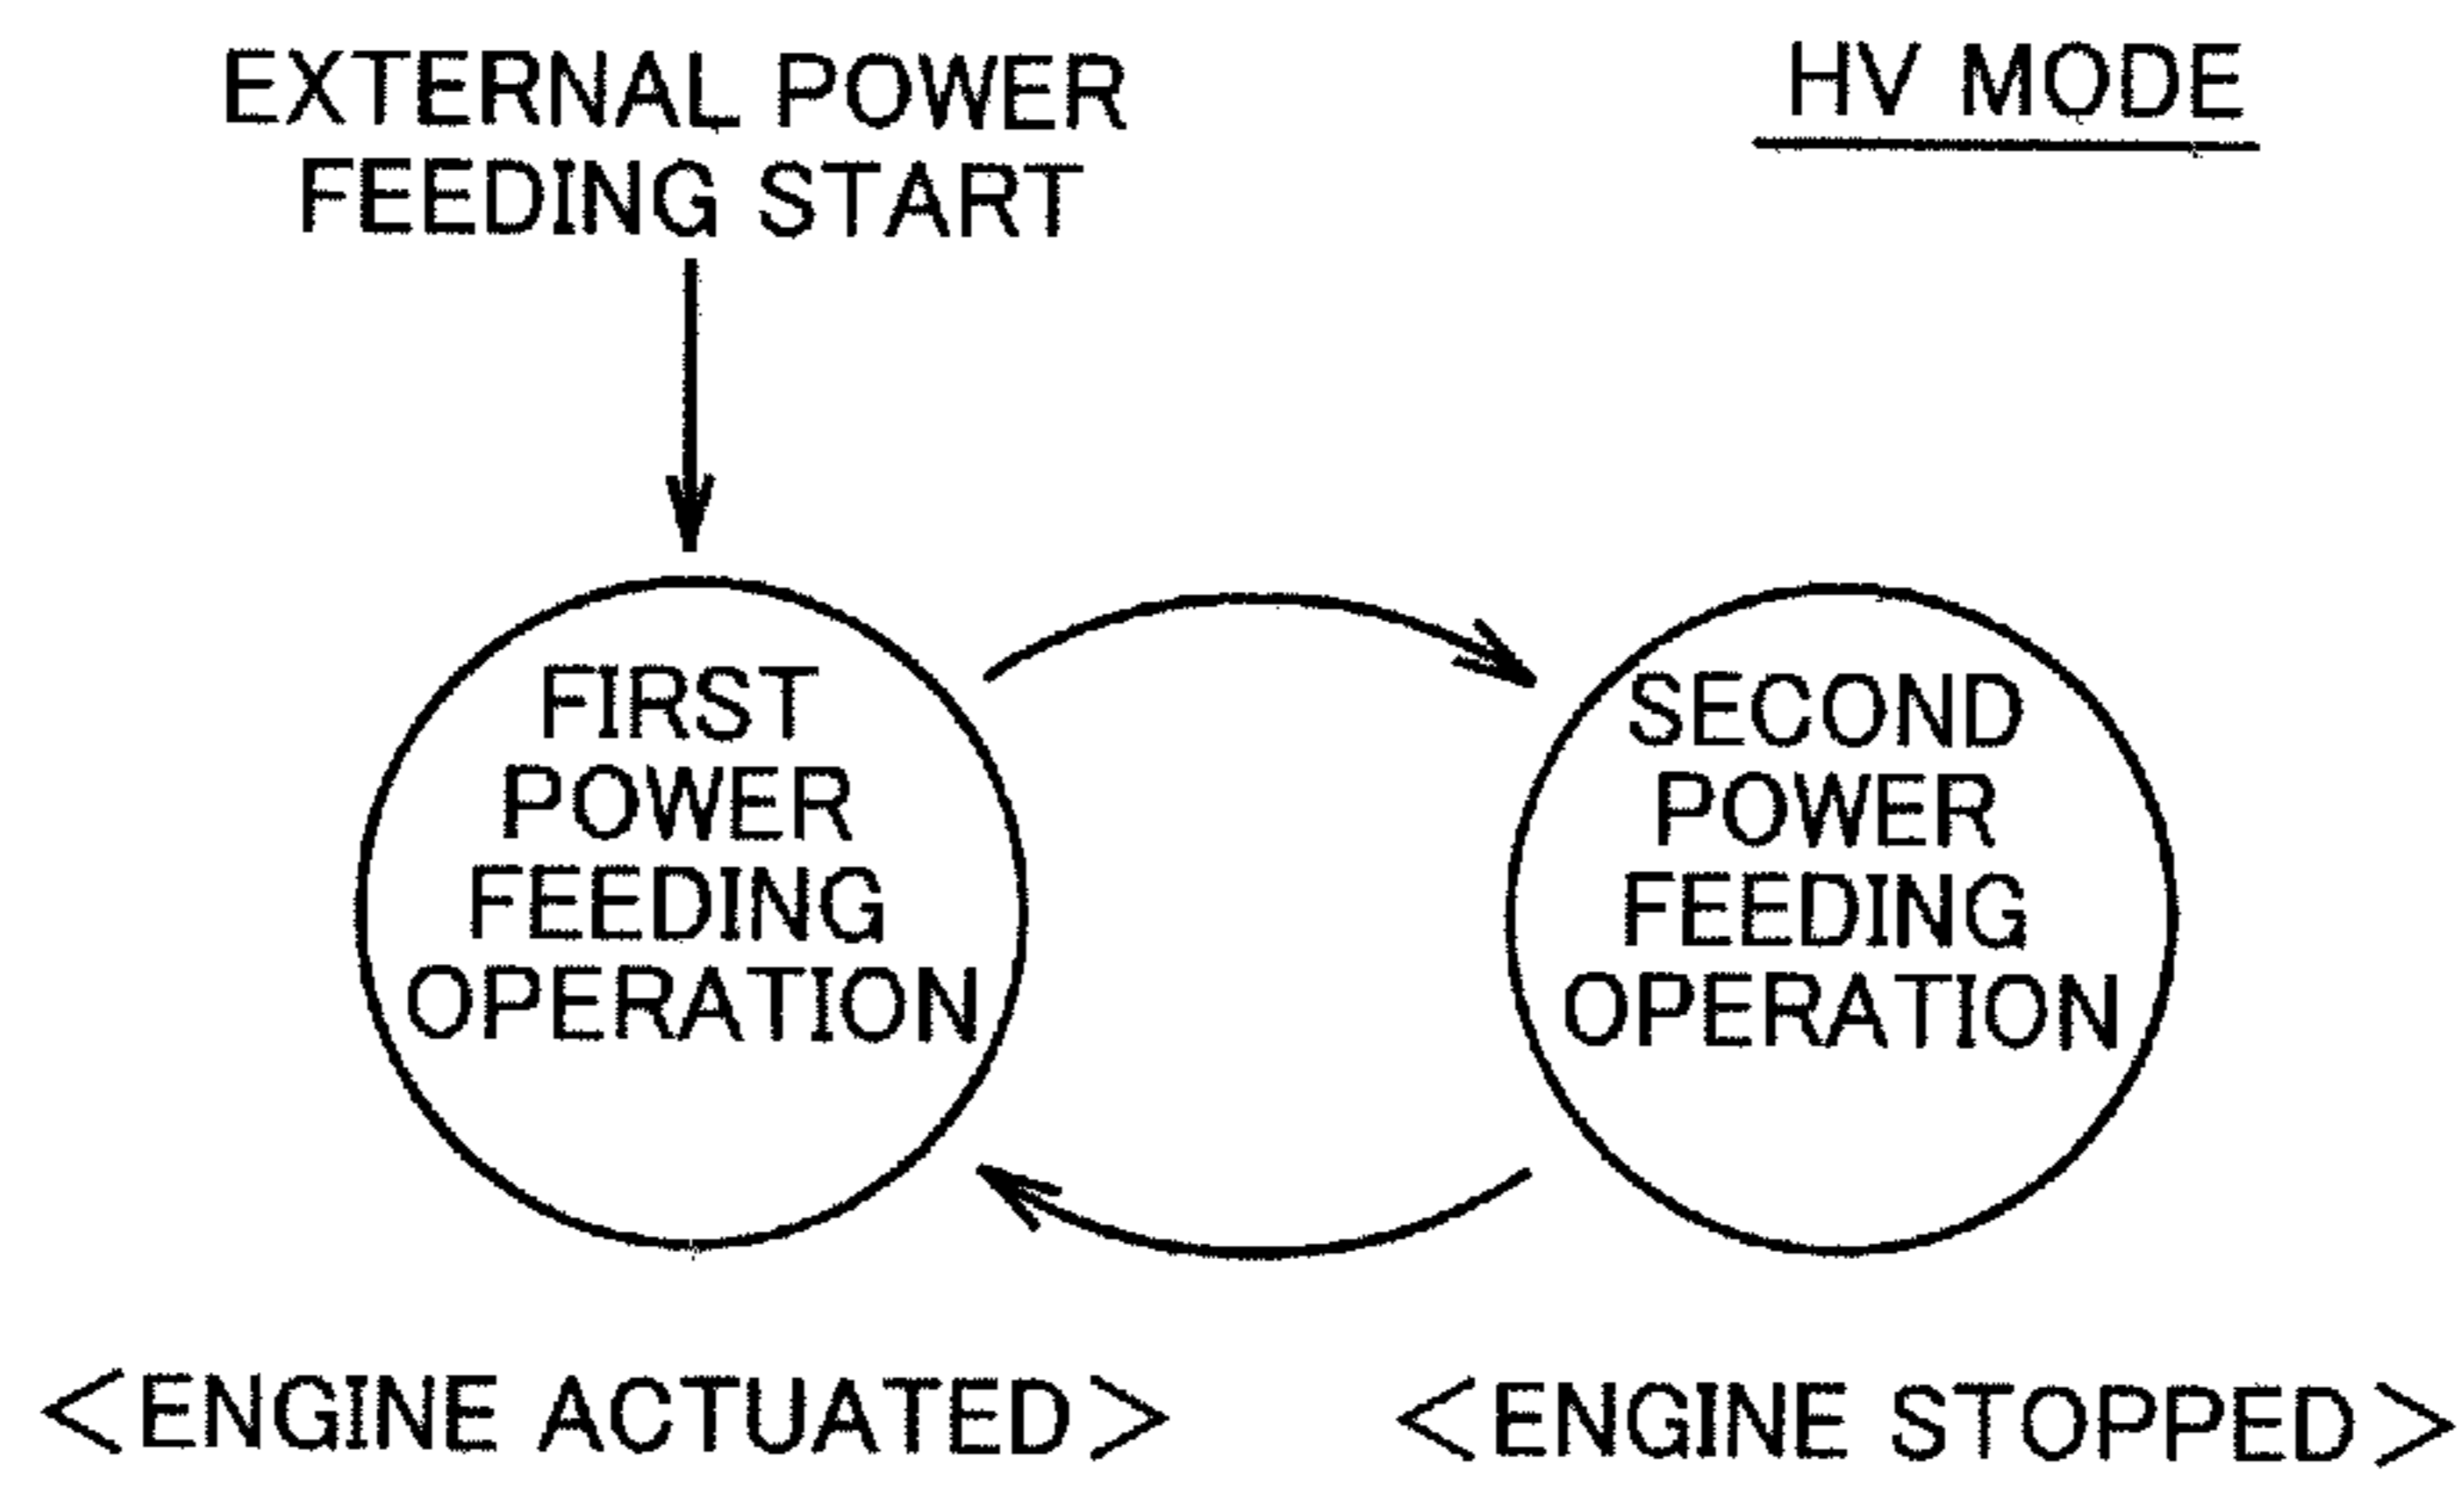 EXTERNAL POWER
FEEDING START
HV MODE
FIRST
POWER
FEEDING
OPERATION
SECOND
POWER
FEEDING
OPERATION
<ENGINE ACTUATED>
<ENGINE STOPPED>